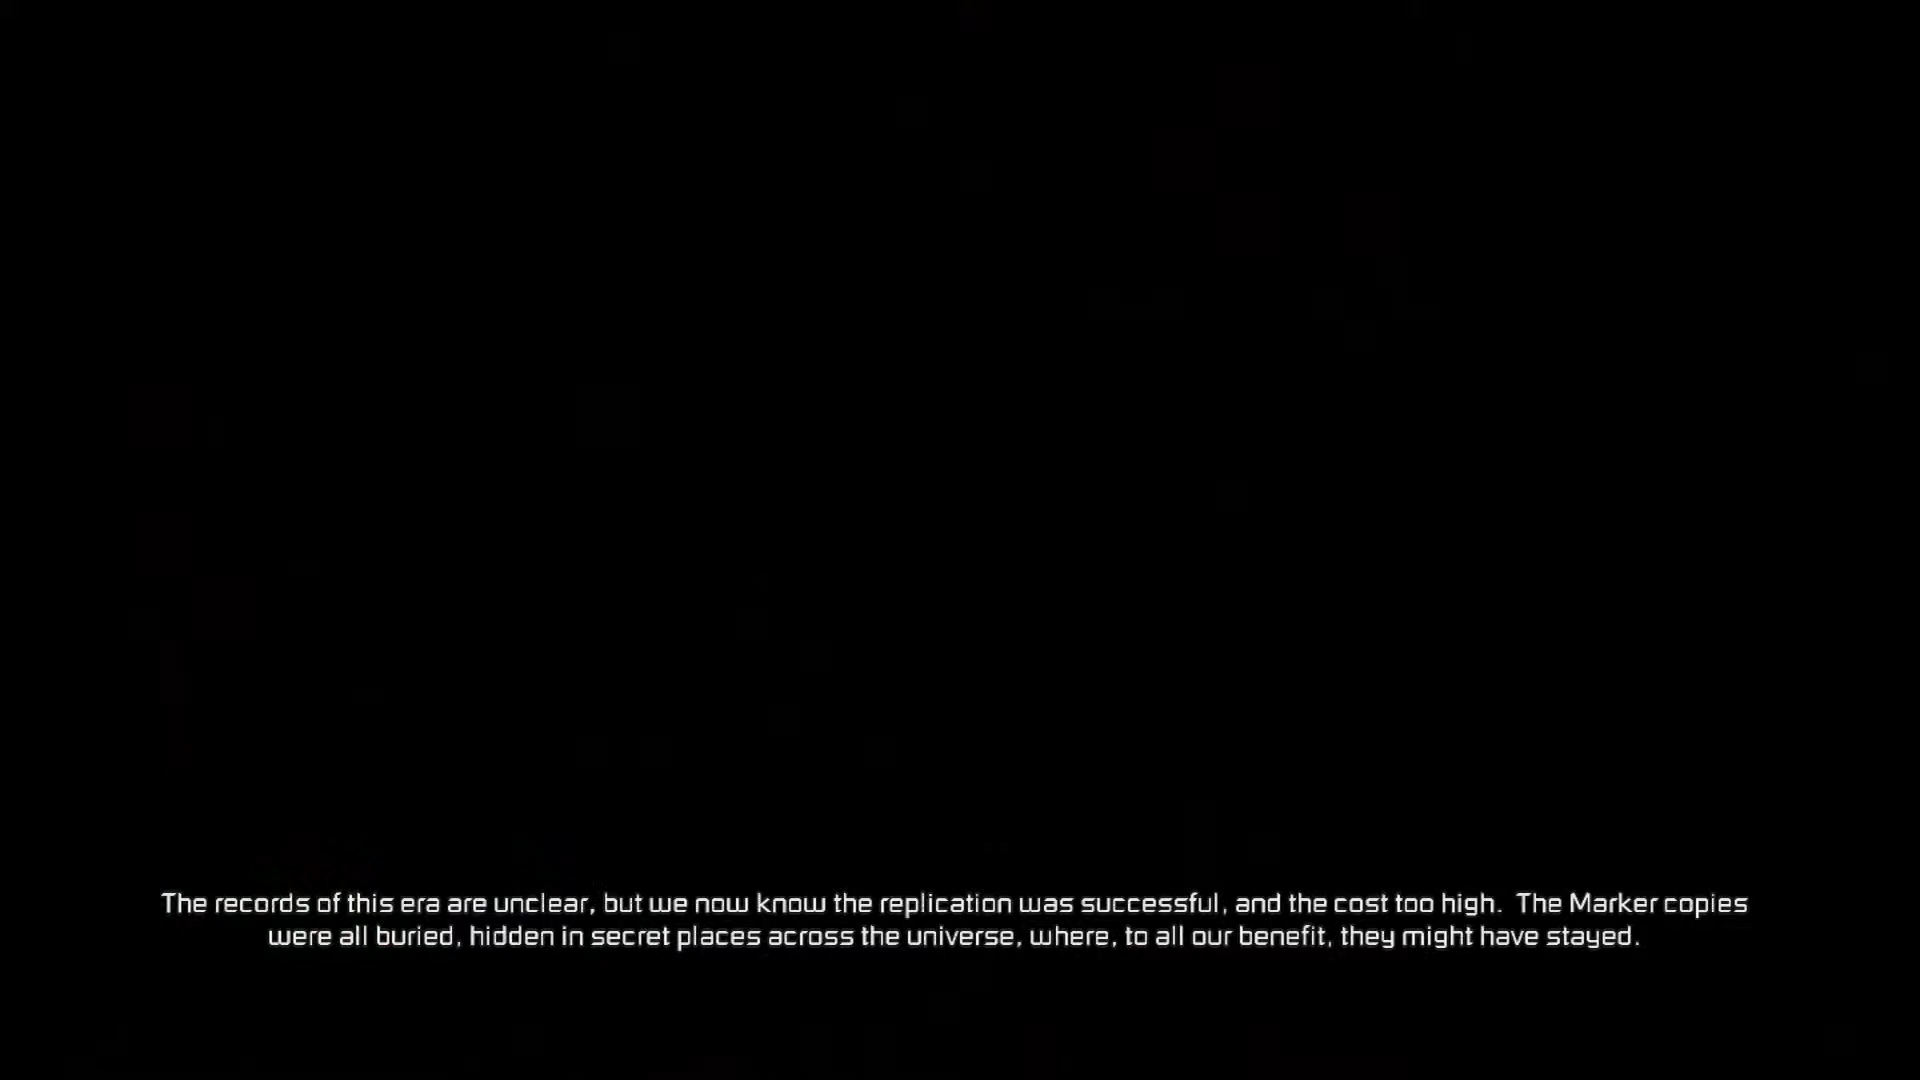 The records of this era are unclear, but we now know the replication was successful, and the cost too high.  The Marker copies
were all buried, hidden in secret places across the universe, where, to all our benefit, they might have stayed.